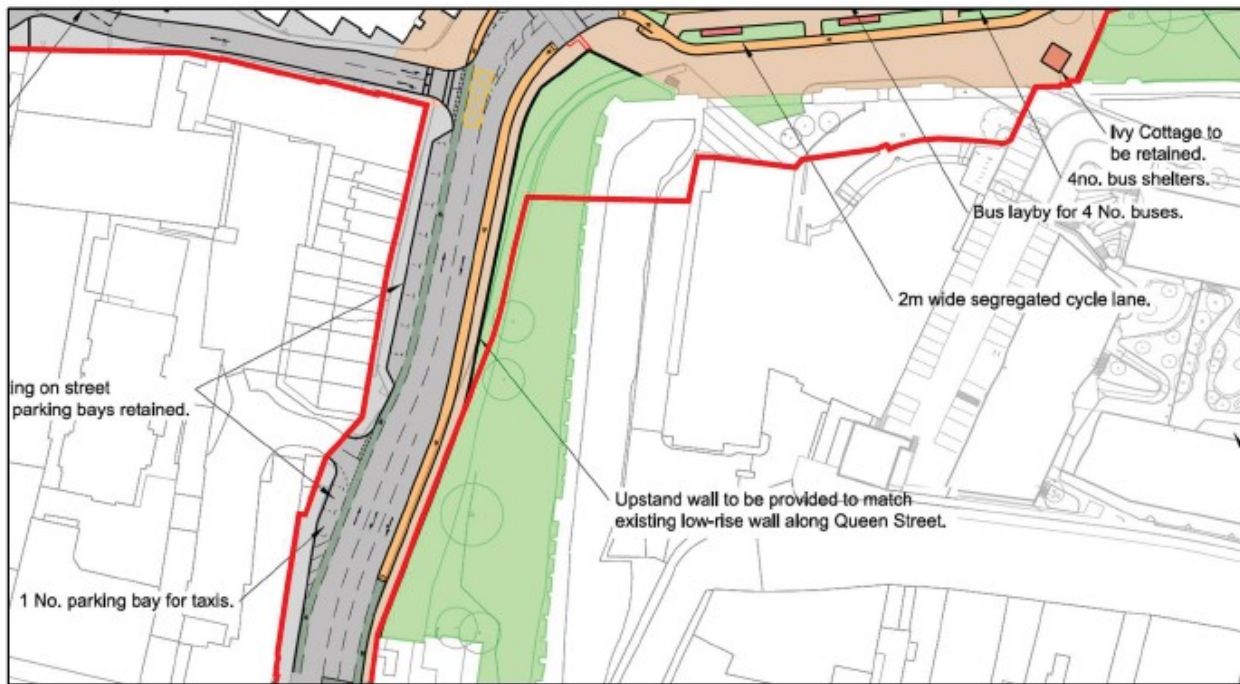 Ivy Cottage to
be retained.
4no. bus shelters.
Bus layby for 4 No. buses.
2m wide segregated cycle lane.
ing on street
parking bays retained.
Upstand wall to be provided to match
existing low-rise wall along Queen Street.
1 No. parking bay for taxis.